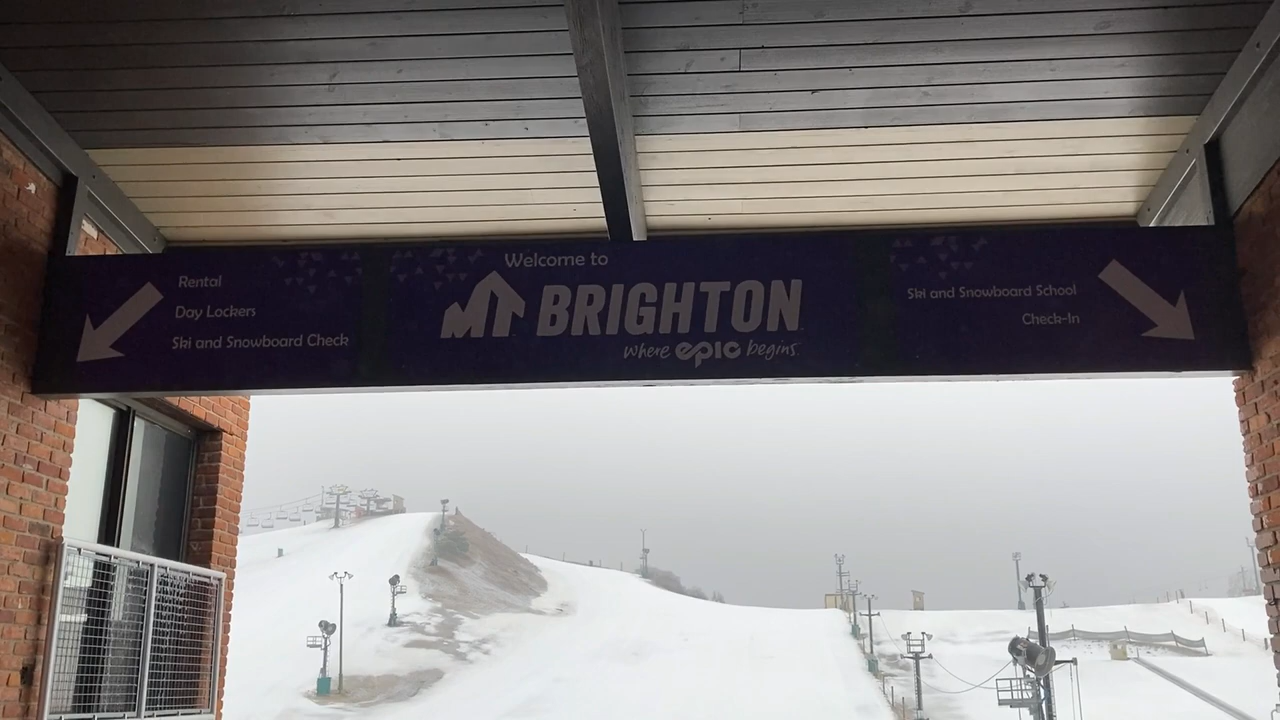 Rental
Day Lockers
Ski and Snowboard Check
Welcome to
MT BRIGHTON
where epic begins.
Ski and Snowboard School
Check-In